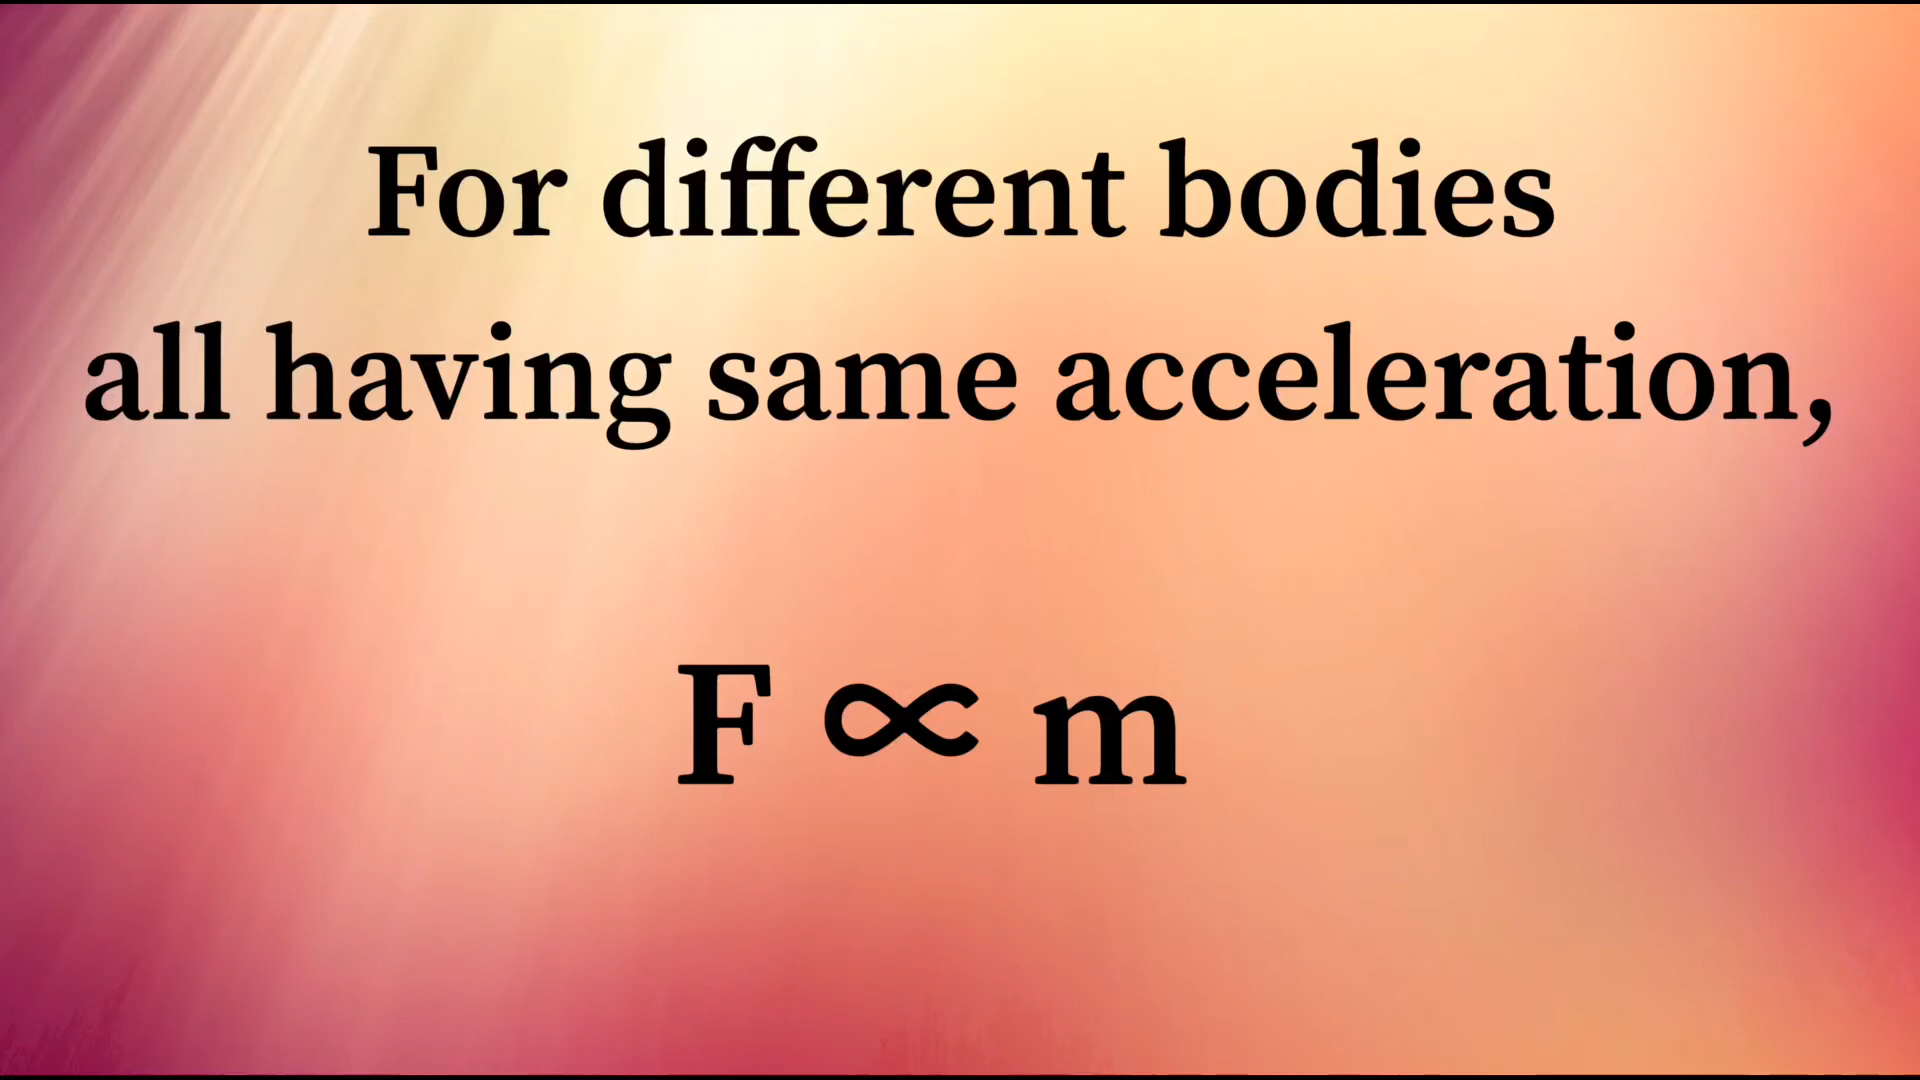 For different bodies
all having same acceleration,
F ∝ m